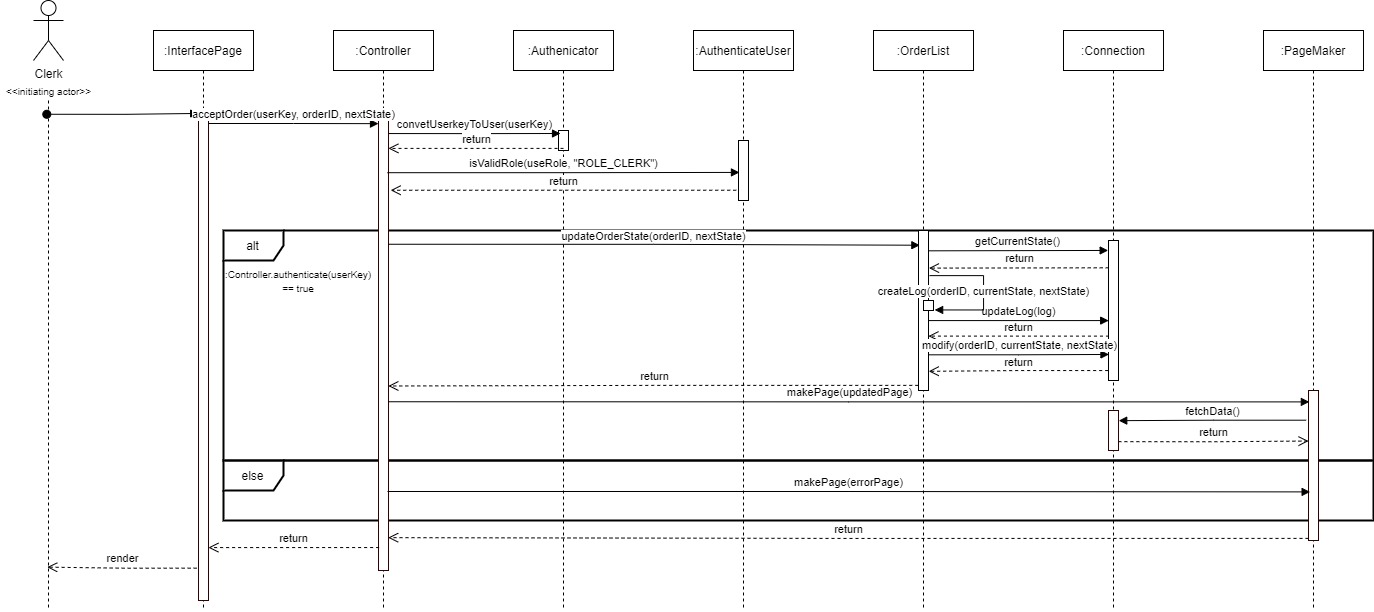 :InterfacePage
:Controller
:Authenicator
:AuthenticateUser
:OrderList
:Connection
:PageMaker
Clerk
<<initiating actor>>
acceptOrder(userKey, orderID, nextState)
convetUserkeyToUser(userKey)
return
isValidRole(useRole, "ROLE_CLERK")
return
alt
updateOrderState(orderID, nextState)
getCurrentState()
return
:Controller.authenticate(userKey)
== true
createLog(orderID, currentState, nextState)
updateLog(log)
return
modify(orderID, currentState, nextState)
return
return
makePage(updatedPage)
fetchData()
return
else
makePage(errorPage)
return
return
render